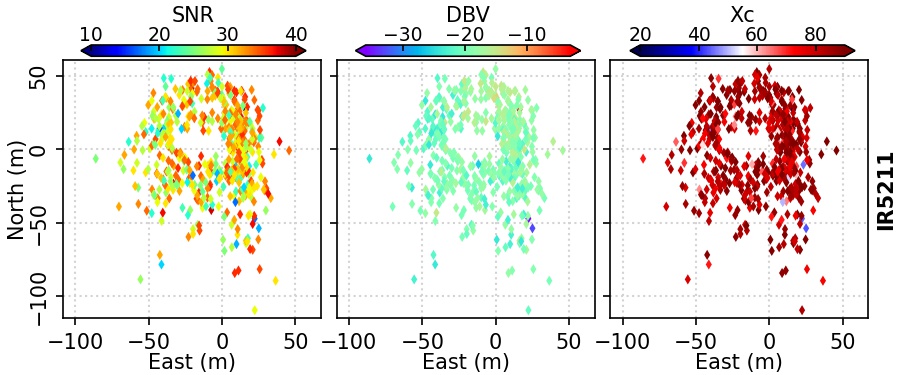 SNR DBV Xc
10 20 30 40 −30 −20 −10 20 40 60 80
50
0
−50
−100
North (m)
−100 −50 0 50 −100 −50 0 50 −100 −50 0 50
East (m) East (m) East (m)
IR5211